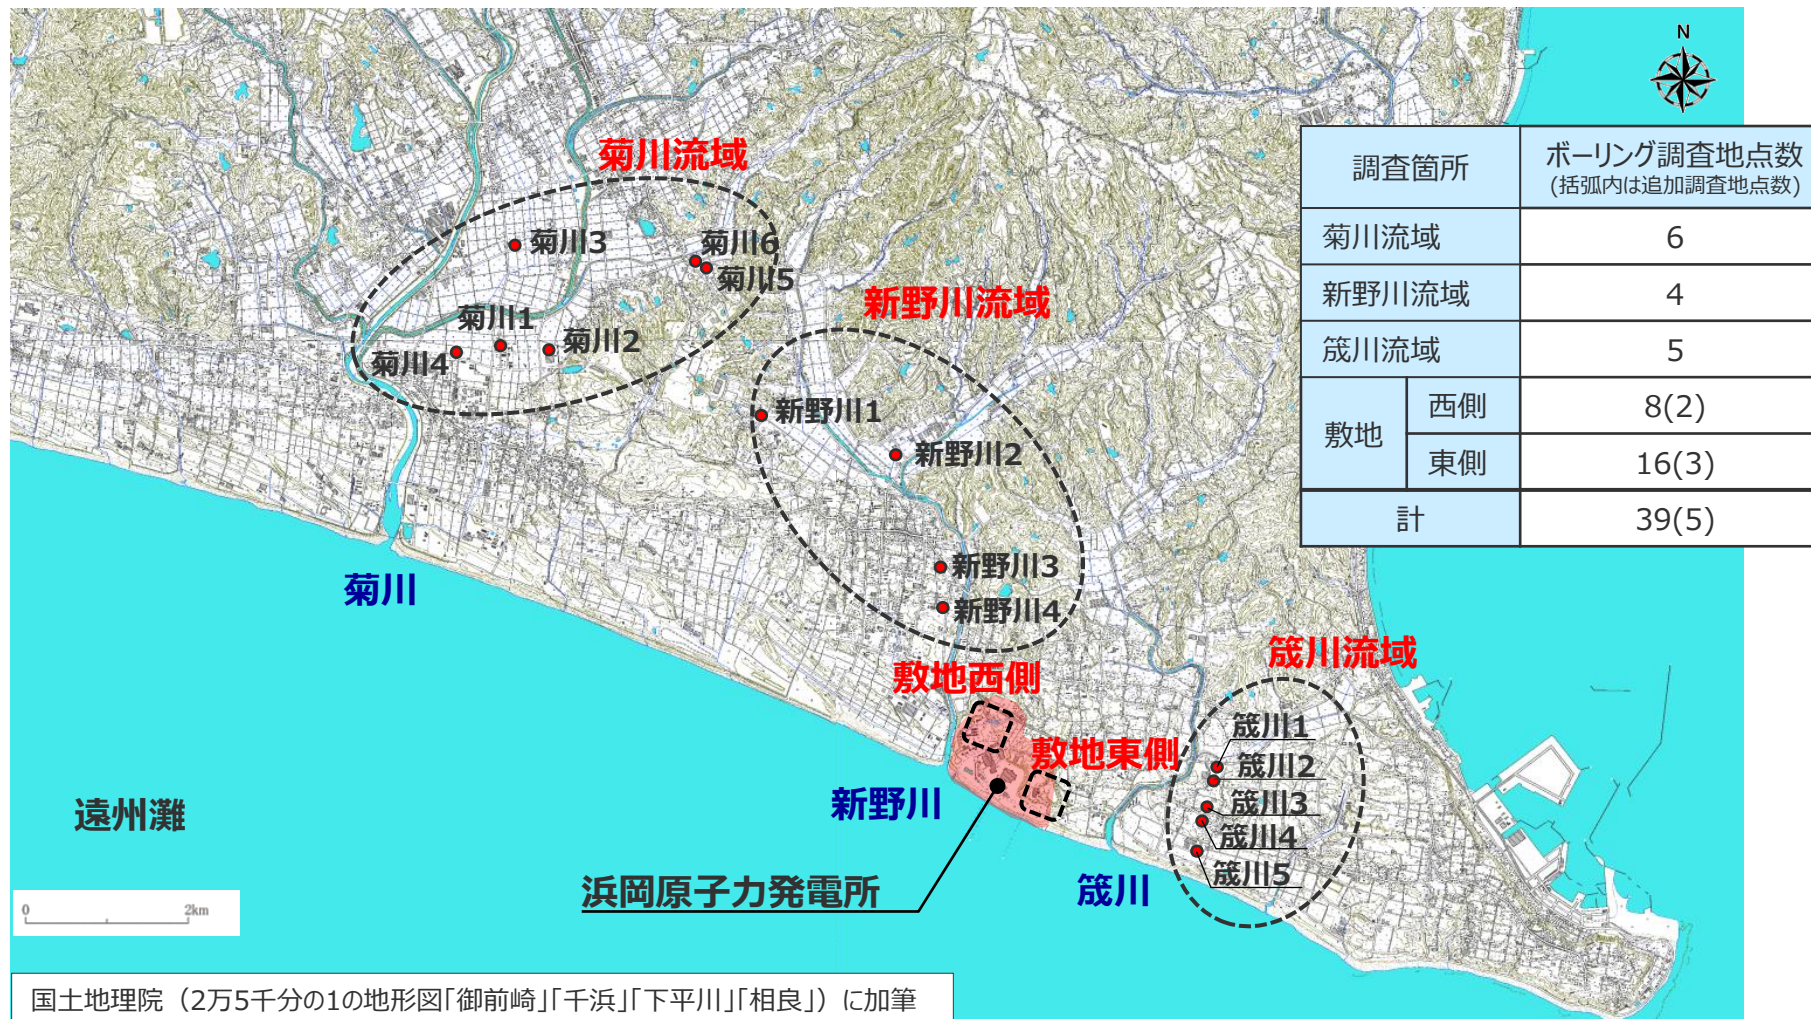 N
調査箇所 ボーリング調査地点数
(括弧内は追加調査地点数)
菊川流域 6
新野川流域 4
筬川流域 5
敷地 西側 8(2)
東側 16(3)
計 39(5)
菊川流域
菊川3
菊川6
菊川5
菊川1
菊川2
菊川4
新野川流域
新野川1
新野川2
新野川3
新野川4
菊川
筬川流域
敷地西側
敷地東側
筬川1
筬川2
筬川3
筬川4
筬川5
新野川
遠州灘
浜岡原子力発電所
筬川
0 2km
国土地理院（2万5千分の1の地形図「御前崎」「千浜」「下平川」「相良」）に加筆